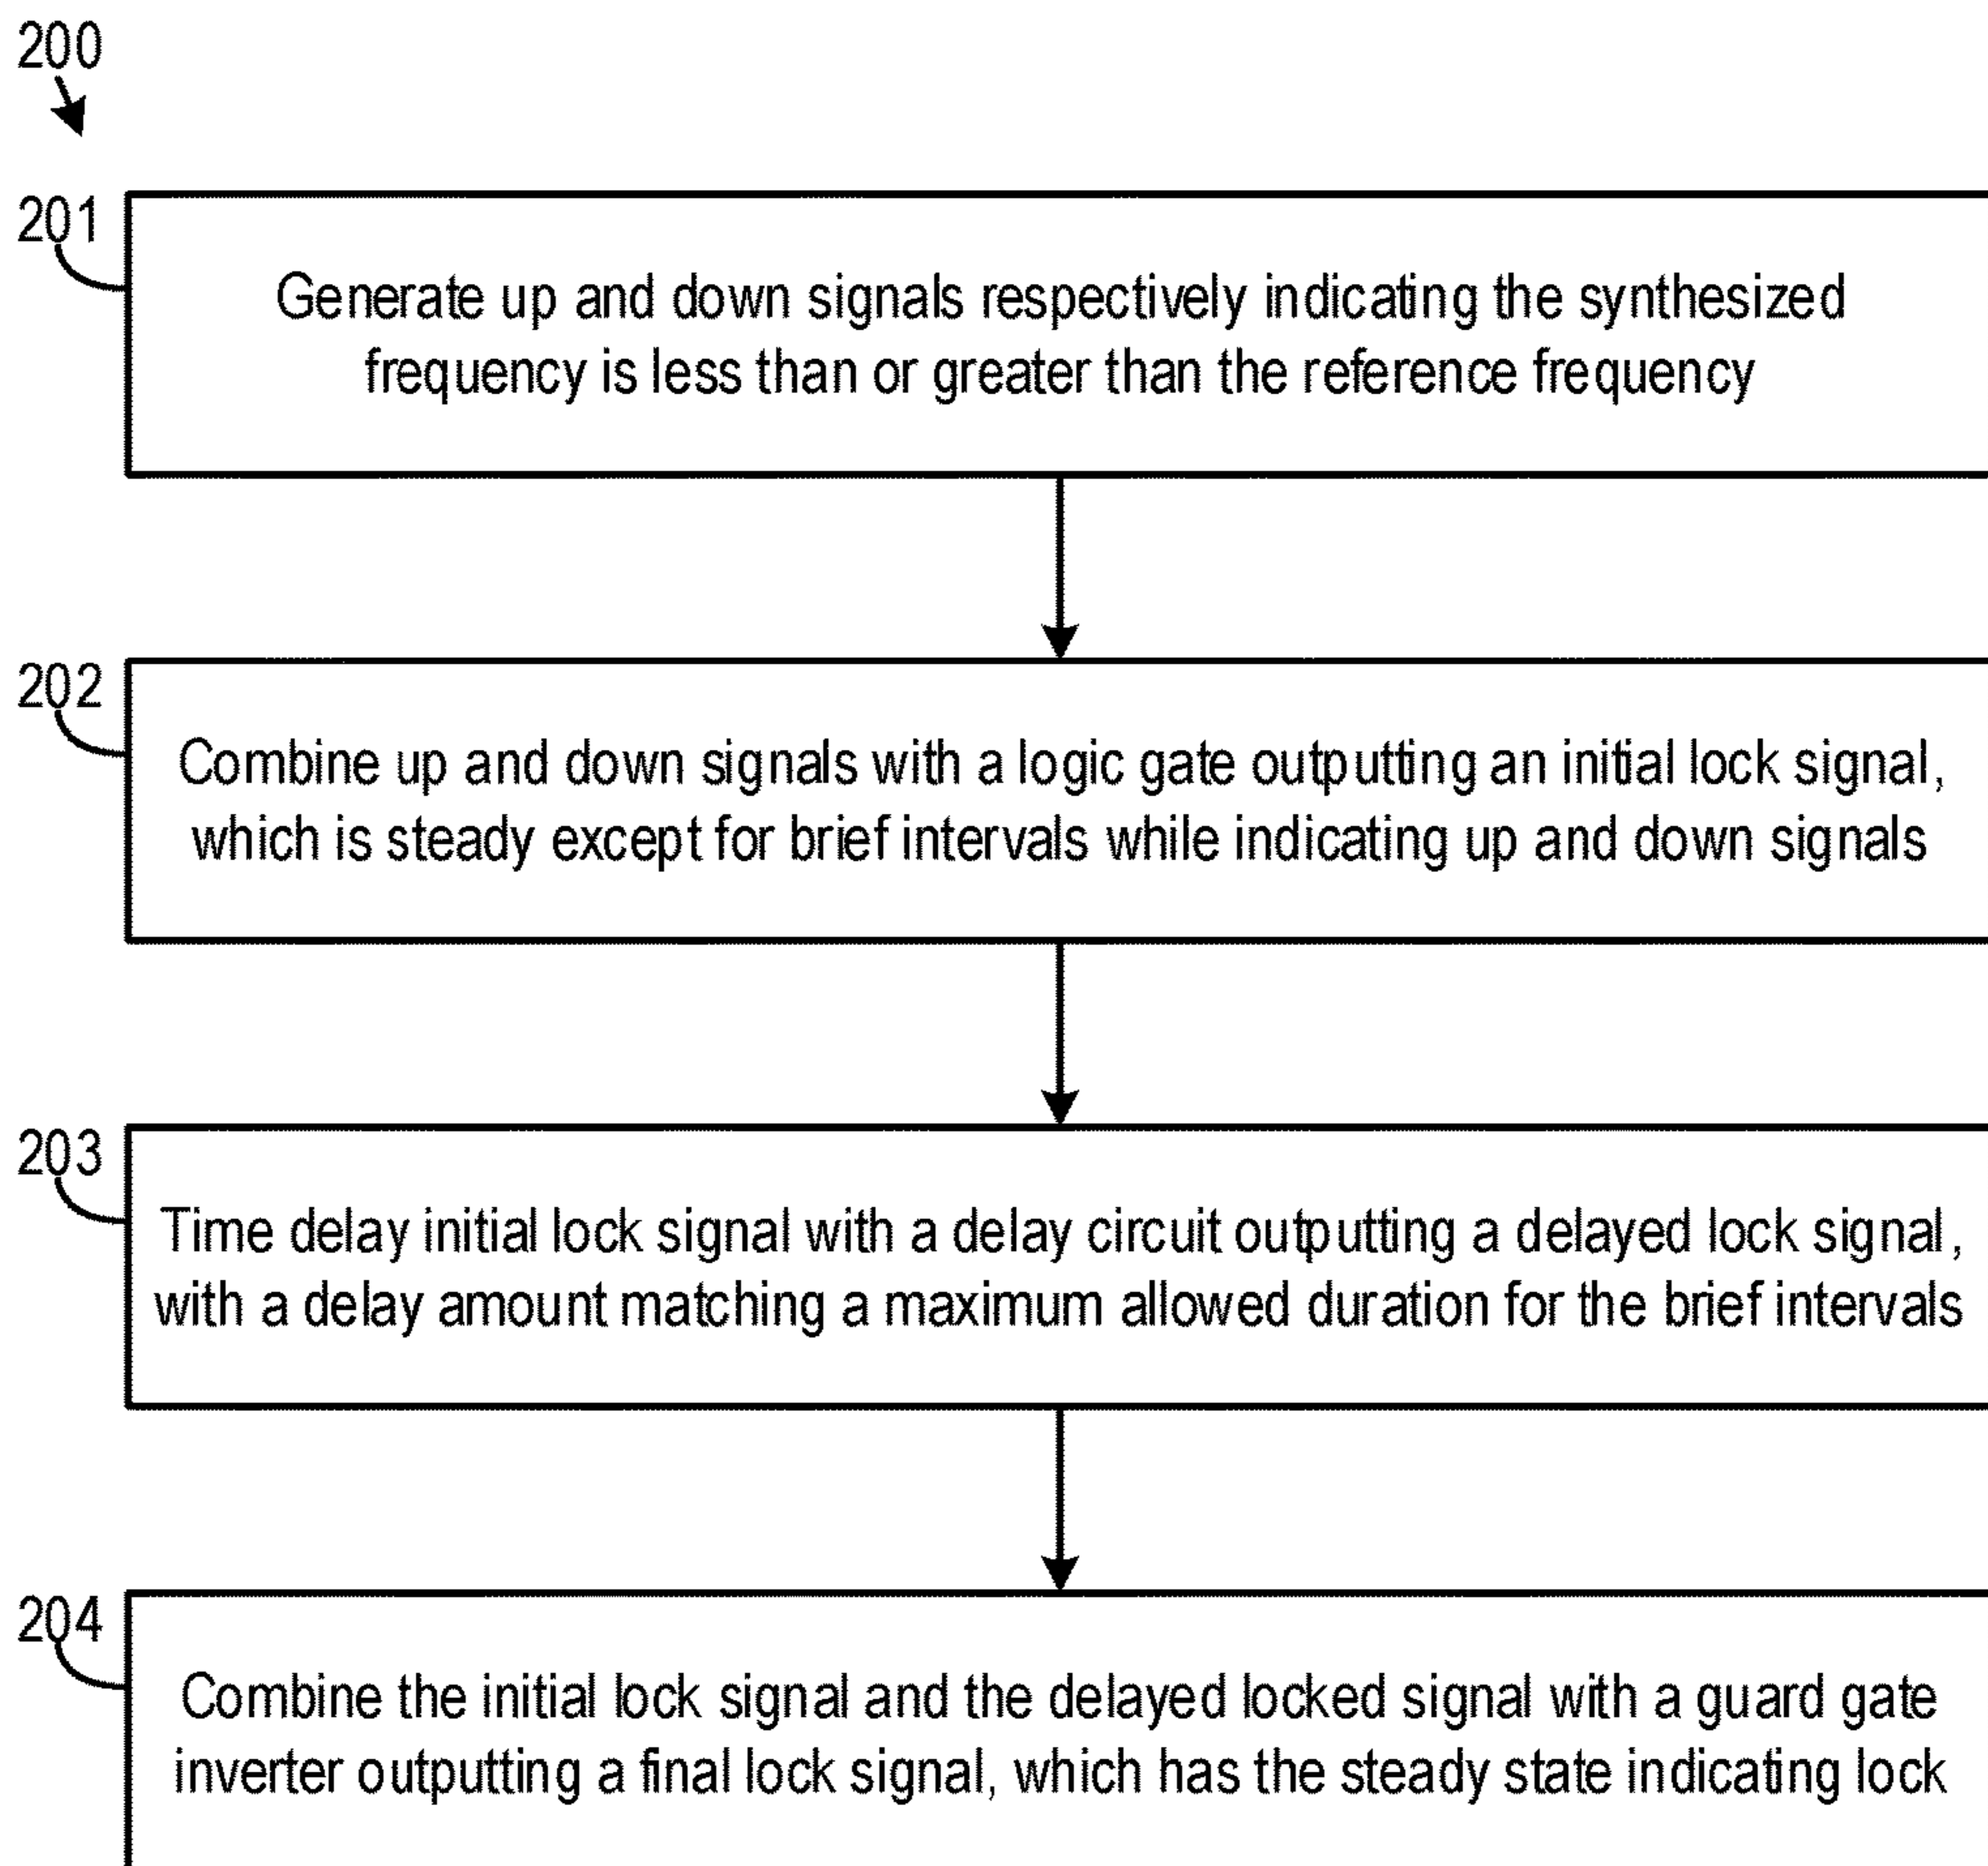 200
201
Generate up and down signals respectively indicating the synthesized
frequency is less than or greater than the reference frequency
202
Combine up and down signals with a logic gate outputting an initial lock signal,
which is steady except for brief intervals while indicating up and down signals
203
Time delay initial lock signal with a delay circuit outputting a delayed lock signal,
with a delay amount matching a maximum allowed duration for the brief intervals
204
Combine the initial lock signal and the delayed locked signal with a guard gate
inverter outputting a final lock signal, which has the steady state indicating lock